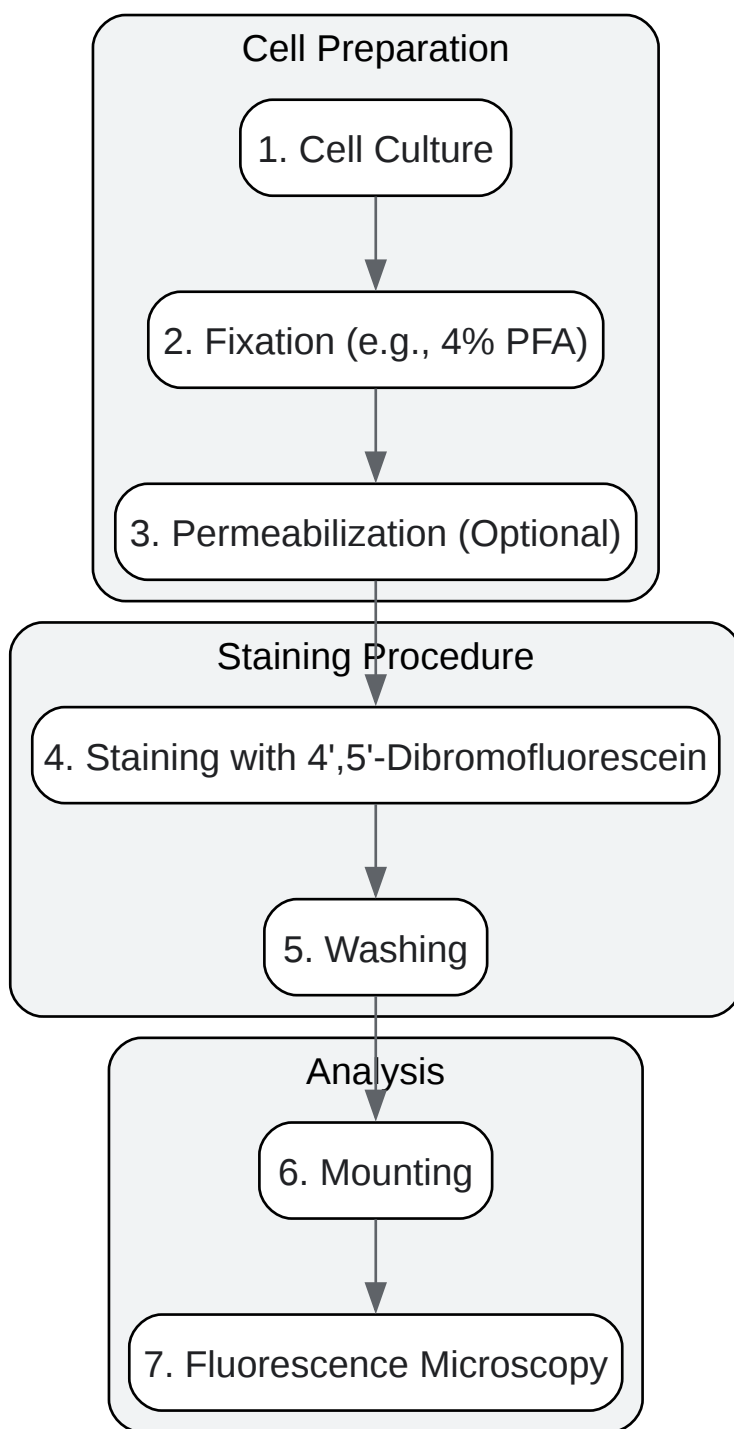 Cell Preparation
1. Cell Culture
2. Fixation (e.g., 4% PFA)
3. Permeabilization (Optional)
Staining Procedure
4. Staining with 4',5'-Dibromofluorescein
5. Washing
Analysis
6. Mounting
7. Fluorescence Microscopy